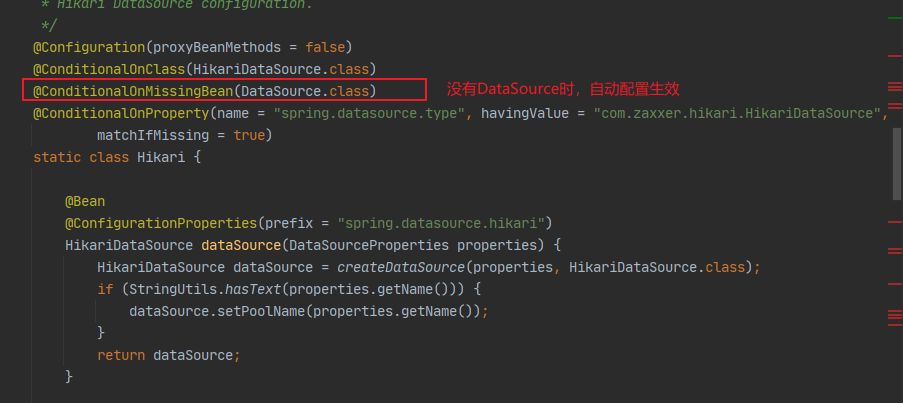 * Hikari DataSource configuration.
*/
@Configuration(proxyBeanMethods = false)
@ConditionalOnClass(HikariDataSource.class)
@ConditionalOnMissingBean(DataSource.class) 没有DataSource时，自动配置生效
@ConditionalOnProperty(name = "spring.datasource.type", havingValue = "com.zaxxer.hikari.HikariDataSource",
matchIfMissing = true)
static class Hikari {
@Bean
@ConfigurationProperties(prefix = "spring.datasource.hikari")
HikariDataSource dataSource(DataSourceProperties properties) {
HikariDataSource dataSource = createDataSource(properties, HikariDataSource.class);
if (StringUtils.hasText(properties.getName())) {
dataSource.setPoolName(properties.getName());
}
return dataSource;
}